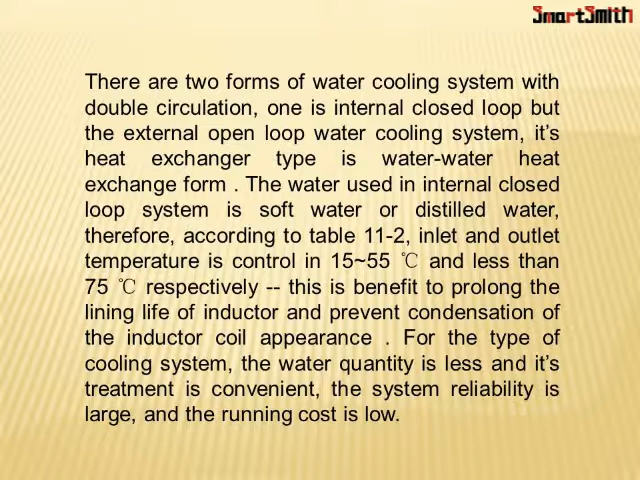 SmartSmith
There are two forms of water cooling system with
double circulation, one is internal closed loop but
the external open loop water cooling system, it’s
heat exchanger type is water-water heat
exchange form . The water used in internal closed
loop system is soft water or distilled water,
therefore, according to table 11-2, inlet and outlet
temperature is control in 15~55 ℃ and less than
75 ℃ respectively -- this is benefit to prolong the
lining life of inductor and prevent condensation of
the inductor coil appearance . For the type of
cooling system, the water quantity is less and it’s
treatment is convenient, the system reliability is
large, and the running cost is low.